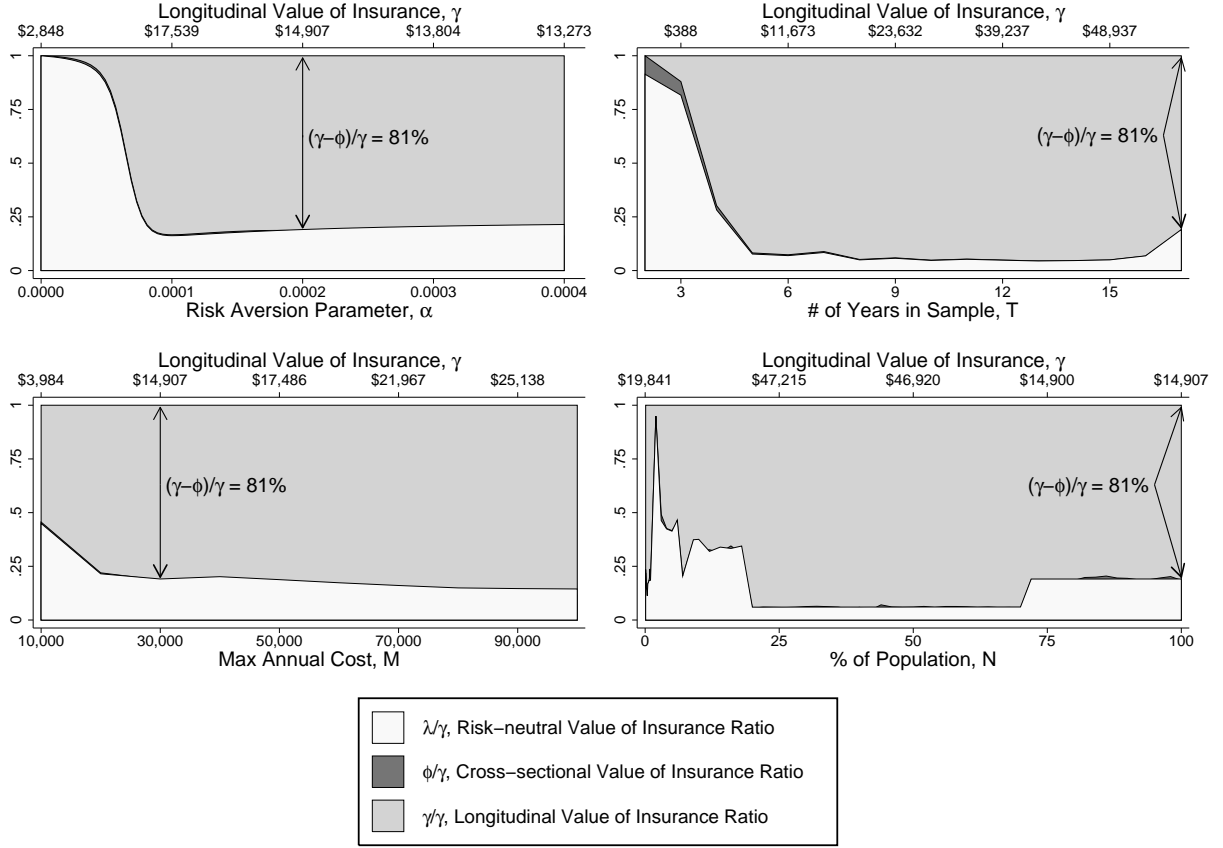 Longitudinal Value of Insurance, γ
$2,848 $17,539 $14,907 $13,804 $13,273
1
.75
(γ−ϕ)/γ = 81%
.5
.25
0
0.0000 0.0001 0.0002 0.0003 0.0004
Risk Aversion Parameter, α
Longitudinal Value of Insurance, γ
$388 $11,673 $23,632 $39,237 $48,937
1
.75
(γ−ϕ)/γ = 81%
.5
.25
0
3 6 9 12 15
# of Years in Sample, T
Longitudinal Value of Insurance, γ
$3,984 $14,907 $17,486 $21,967 $25,138
1
.75
(γ−ϕ)/γ = 81%
.5
.25
0
10,000 30,000 50,000 70,000 90,000
Max Annual Cost, M
Longitudinal Value of Insurance, γ
$19,841 $47,215 $46,920 $14,900 $14,907
1
.75
(γ−ϕ)/γ = 81%
.5
.25
0
0 25 50 75 100
% of Population, N
λ/γ, Risk−neutral Value of Insurance Ratio
ϕ/γ, Cross−sectional Value of Insurance Ratio
γ/γ, Longitudinal Value of Insurance Ratio